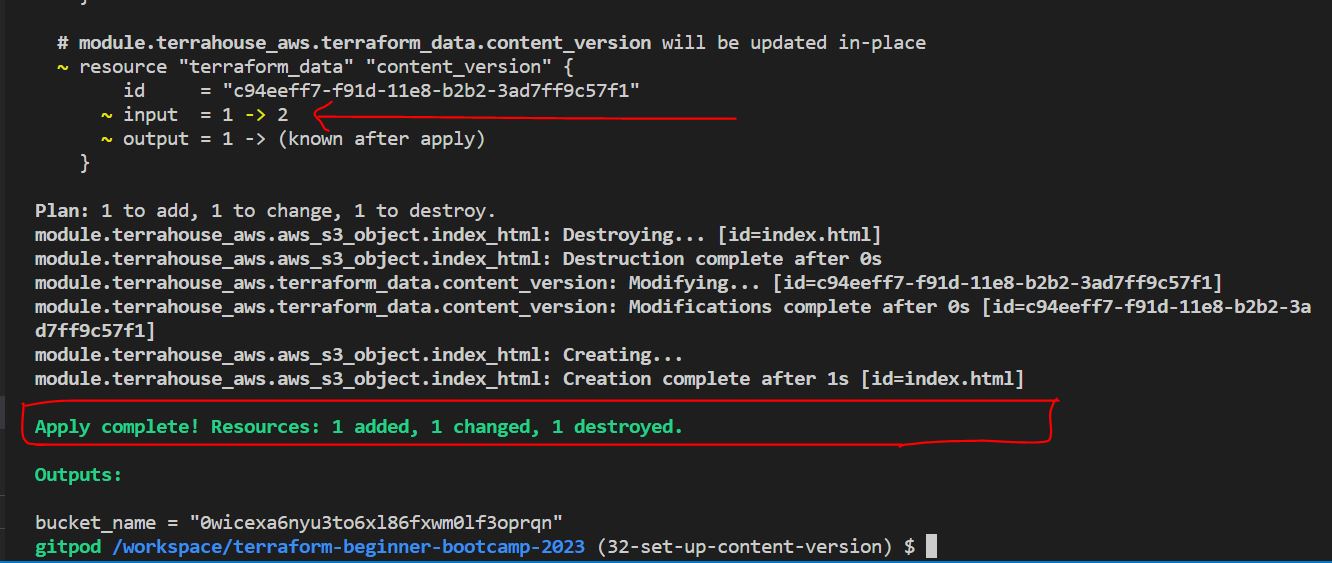 }
# module.terrahouse_aws.terraform_data.content_version will be updated in-place
~ resource "terraform_data" "content_version" {
id     = "c94eeff7-f91d-11e8-b2b2-3ad7ff9c57f1"
~ input  = 1 -> 2
~ output = 1 -> (known after apply)
}
Plan: 1 to add, 1 to change, 1 to destroy.
module.terrahouse_aws.aws_s3_object.index_html: Destroying... [id=index.html]
module.terrahouse_aws.aws_s3_object.index_html: Destruction complete after 0s
module.terrahouse_aws.terraform_data.content_version: Modifying... [id=c94eeff7-f91d-11e8-b2b2-3ad7ff9c57f1]
module.terrahouse_aws.terraform_data.content_version: Modifications complete after 0s [id=c94eeff7-f91d-11e8-b2b2-3a
d7ff9c57f1]
module.terrahouse_aws.aws_s3_object.index_html: Creating...
module.terrahouse_aws.aws_s3_object.index_html: Creation complete after 1s [id=index.html]
Apply complete! Resources: 1 added, 1 changed, 1 destroyed.
Outputs:
bucket_name = "0wicexa6nyu3to6xl86fxwm0lf3oprqn"
gitpod /workspace/terraform-beginner-bootcamp-2023 (32-set-up-content-version) $